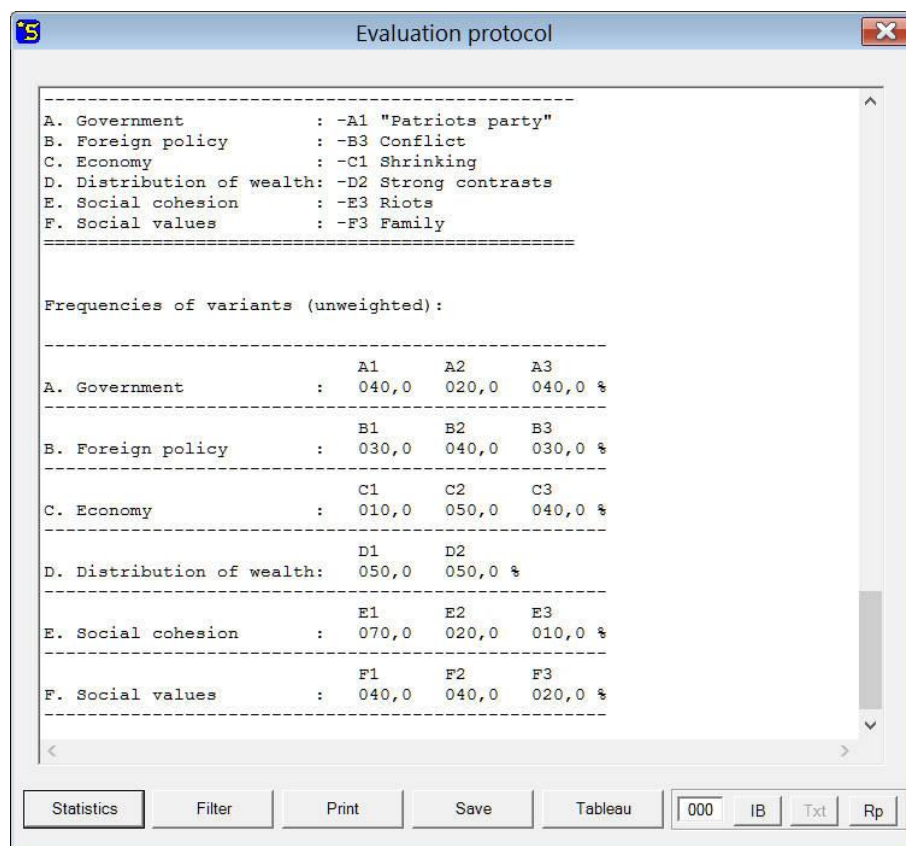 S
Evaluation protocol
--------------------------------------------------
A. Government           : -A1 "Patriots party"
B. Foreign policy       : -B3 Conflict
C. Economy              : -C1 Shrinking
D. Distribution of wealth: -D2 Strong contrasts
E. Social cohesion      : -E3 Riots
F. Social values        : -F3 Family
==================================================
Frequencies of variants (unweighted):
-----------------------------------------------------
A1 A2 A3
A. Government : 040,0 020,0 040,0 %
-----------------------------------------------------
B1 B2 B3
B. Foreign policy : 030,0 040,0 030,0 %
-----------------------------------------------------
C1 C2 C3
C. Economy : 010,0 050,0 040,0 %
-----------------------------------------------------
D1 D2
D. Distribution of wealth: 050,0 050,0 %
-----------------------------------------------------
E1 E2 E3
E. Social cohesion : 070,0 020,0 010,0 %
-----------------------------------------------------
F1 F2 F3
F. Social values : 040,0 040,0 020,0 %
-----------------------------------------------------
Statistics Filter Print Save Tableau 000 IB Txt Rp